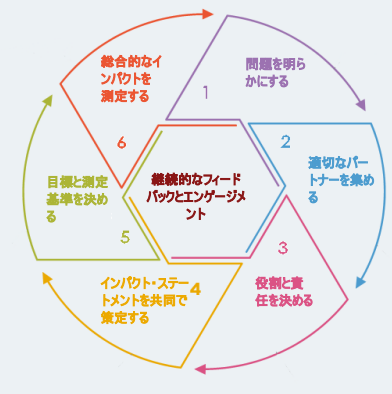 問題を明ら
かにする
1
2
適切なパー
トナーを集め
る
3
役割と責
任を決める
インパクト・ステー
トメントを共同で
策定する
4
目標と測定
基準を決め
る
5
総合的なイ
ンパクトを
測定する
6
継続的なフィード
バックとエンゲージメ
ント